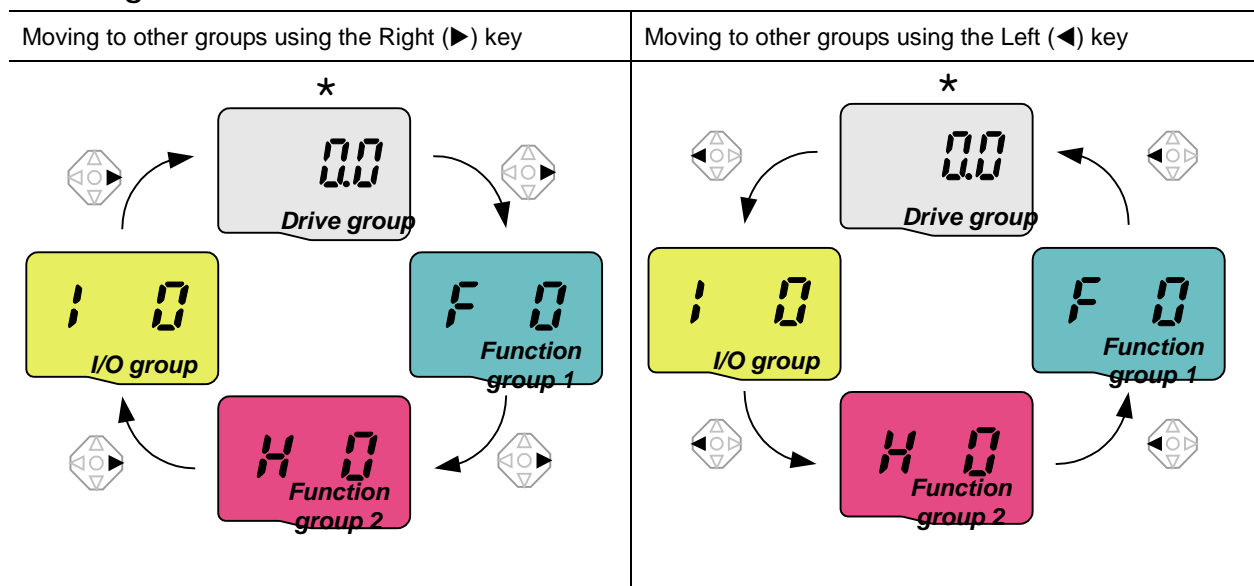 Moving to other groups using the Right (▶) key
Moving to other groups using the Left (◀) key
*
0.0
Drive group
I 0
I/O group
F 0
Function
group 1
H 0
Function
group 2
*
0.0
Drive group
I 0
I/O group
F 0
Function
group 1
H 0
Function
group 2